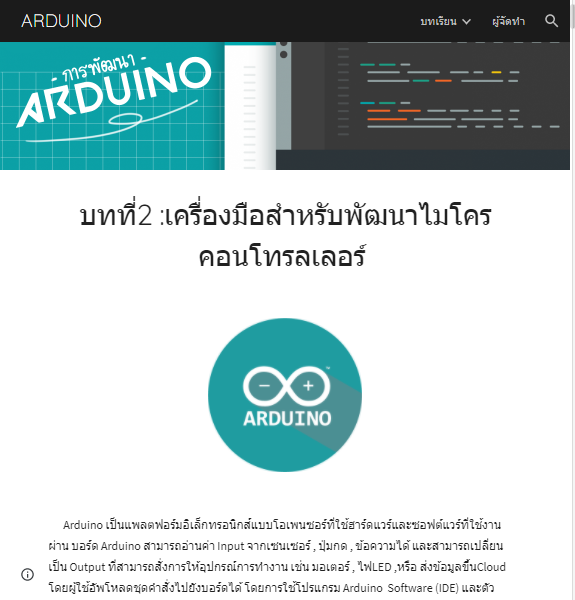 ARDUINO
บทเรียน
ผู้จัดทำ
- การพัฒนา -
ARDUINO
บทที่2 :เครื่องมือสำหรับพัฒนาไมโคร
คอนโทรลเลอร์
ARDUINO
Arduino เป็นแพลตฟอร์มอิเล็กทรอนิกส์แบบโอเพนซอร์ที่ใช้ฮาร์ดแวร์และซอฟต์แวร์ที่ใช้งาน
ผ่าน บอร์ด Arduino สามารถอ่านค่า Input จากเซนเซอร์ , ปุ่มกด , ข้อความได้ และสามารถเปลี่ยน
เป็น Output ที่สามารถสั่งการให้อุปกรณ์การทำงาน เช่น มอเตอร์ , ไฟLED ,หรือ ส่งข้อมูลขึ้นCloud
โดยผู้ใช้อัพโหลดชุดคำสั่งไปยังบอร์ดได้ โดยการใช้โปรแกรม Arduino Software (IDE) และตัว